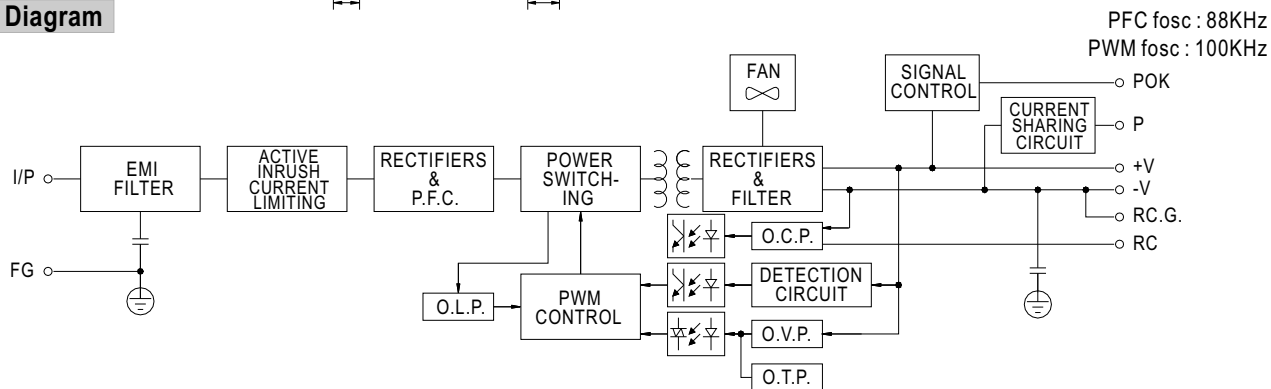 Diagram
PFC fosc : 88KHz
PWM fosc : 100KHz
FAN
SIGNAL
CONTROL
POK
CURRENT
SHARING
CIRCUIT
P
I/P
EMI
FILTER
ACTIVE
INRUSH
CURRENT
LIMITING
RECTIFIERS
&
P.F.C.
POWER
SWITCH-
ING
RECTIFIERS
&
FILTER
+V
-V
RC.G.
RC
O.C.P.
FG
O.L.P.
PWM
CONTROL
DETECTION
CIRCUIT
O.V.P.
O.T.P.